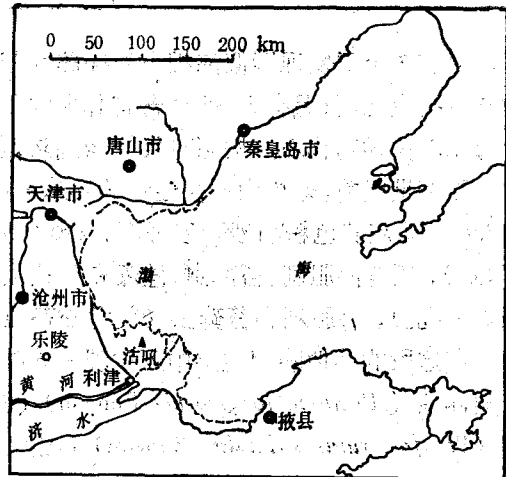 0 50 100 150 200 km
唐山市
秦皇岛市
天津市
渤 海
沧州市
乐陵
沾
黄 河 利津
掖县
济 水